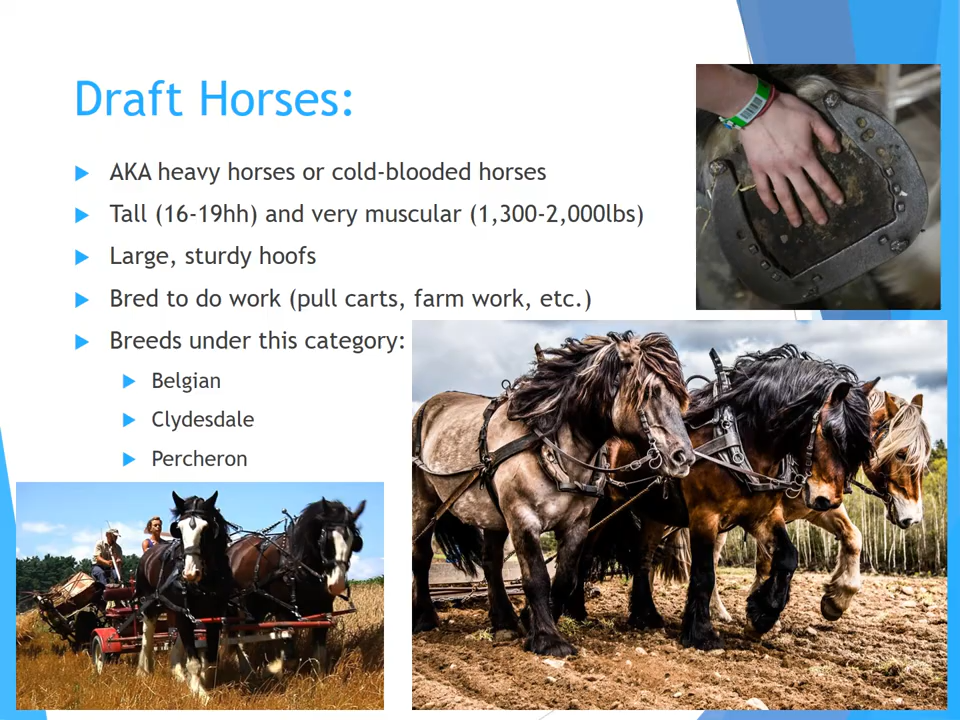 Draft Horses:
AKA heavy horses or cold-blooded horses
Tall (16-19hh) and very muscular (1,300-2,000lbs)
Large, sturdy hoofs
Bred to do work (pull carts, farm work, etc.)
Breeds under this category:
Belgian
Clydesdale
Percheron